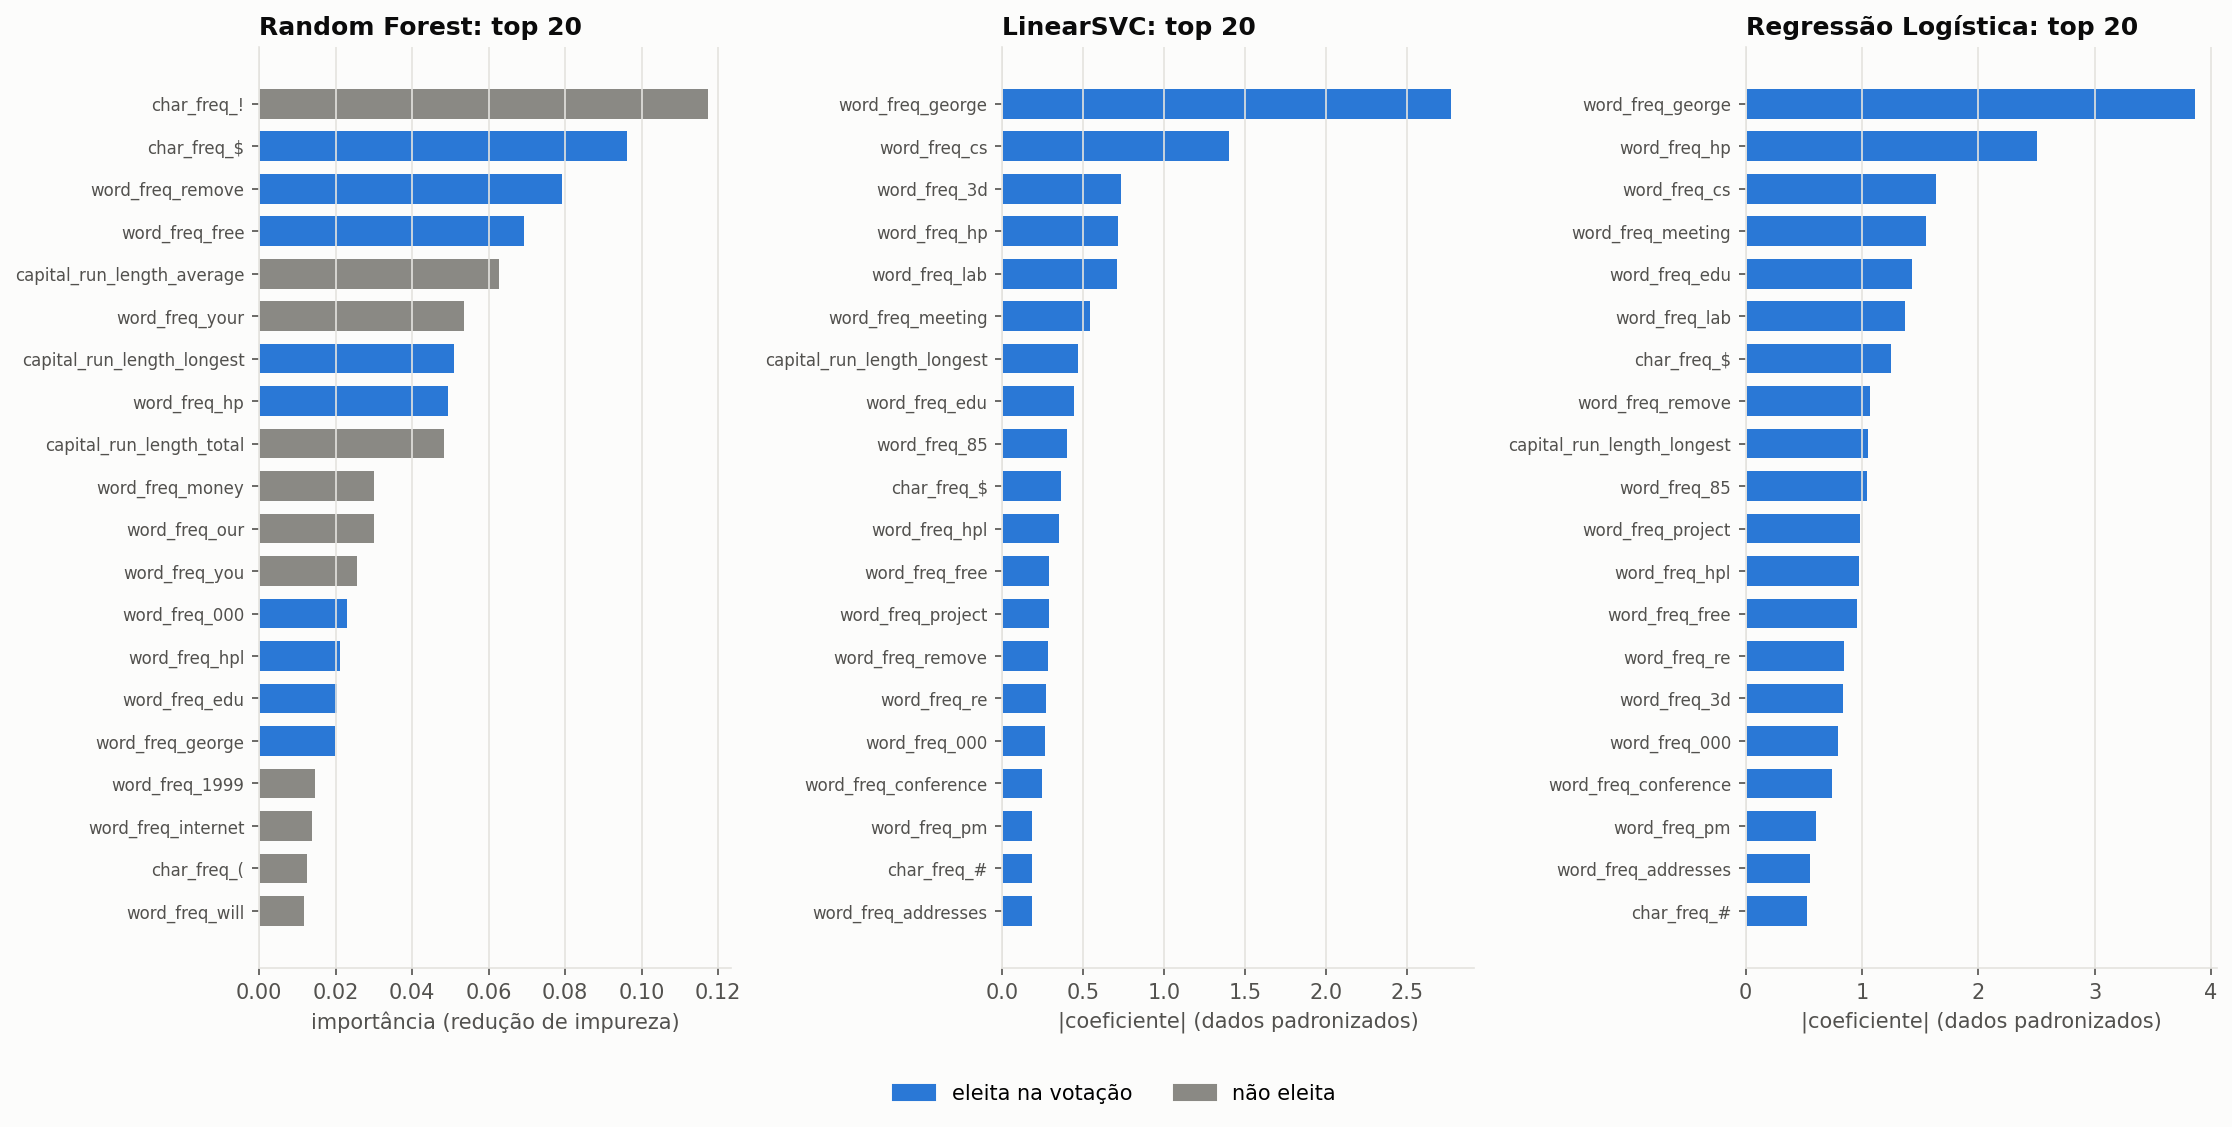 Random Forest: top 20
char_freq_!
char_freq_$
word_freq_remove
word_freq_free
capital_run_length_average
word_freq_your
capital_run_length_longest
word_freq_hp
capital_run_length_total
word_freq_money
word_freq_our
word_freq_you
word_freq_000
word_freq_hpl
word_freq_edu
word_freq_george
word_freq_1999
word_freq_internet
char_freq_(
word_freq_will
0.00 0.02 0.04 0.06 0.08 0.10 0.12
importância (redução de impureza)
LinearSVC: top 20
word_freq_george
word_freq_cs
word_freq_3d
word_freq_hp
word_freq_lab
word_freq_meeting
capital_run_length_longest
word_freq_edu
word_freq_85
char_freq_$
word_freq_hpl
word_freq_free
word_freq_project
word_freq_remove
word_freq_re
word_freq_000
word_freq_conference
word_freq_pm
char_freq_#
word_freq_addresses
0.0 0.5 1.0 1.5 2.0 2.5
|coeficiente| (dados padronizados)
Regressão Logística: top 20
word_freq_george
word_freq_hp
word_freq_cs
word_freq_meeting
word_freq_edu
word_freq_lab
char_freq_$
word_freq_remove
capital_run_length_longest
word_freq_85
word_freq_project
word_freq_hpl
word_freq_free
word_freq_re
word_freq_3d
word_freq_000
word_freq_conference
word_freq_pm
word_freq_addresses
char_freq_#
0 1 2 3 4
|coeficiente| (dados padronizados)
eleita na votação não eleita